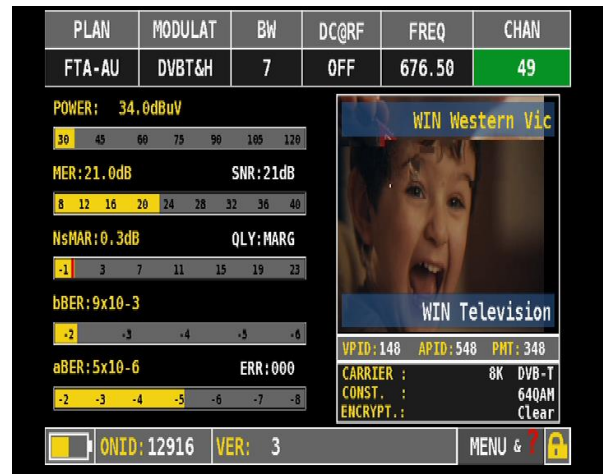 PLAN MODULAT BW DC@RF FREQ CHAN
FTA-AU DVBT&H 7 OFF 676.50 49
POWER: 34.0dBuV
30 45 60 75 90 105 120
MER:21.0dB SNR:21dB
8 12 16 20 24 28 32 36 40
NsMAR:0.3dB QLY:MARG
-1 3 7 11 15 19 23
bBER:9x10-3
-2 -3 -4 -5 -6
aBER:5x10-6 ERR:000
-2 -3 -4 -5 -6 -7 -8
WIN Western Vic
WIN Television
VPID:148 APID:548 PMT:348
CARRIER : 8K DVB-T
CONST. : 64QAM
ENCRYPT.: Clear
ONID:12916 VER: 3 MENU & ?